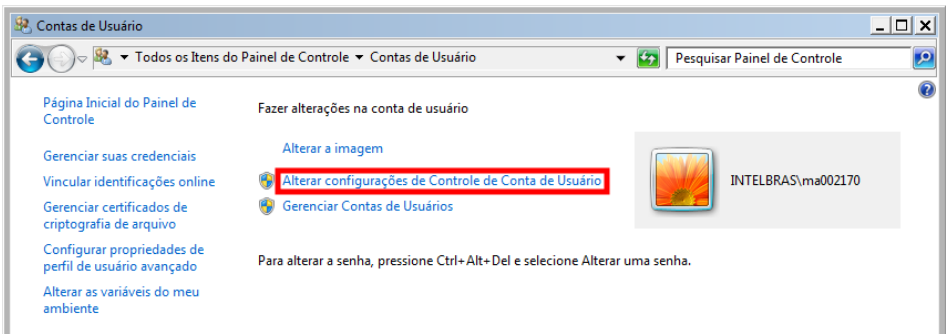 Contas de Usuário
Todos os Itens do Painel de Controle Contas de Usuário
Pesquisar Painel de Controle
Página Inicial do Painel de
Controle
Gerenciar suas credenciais
Vincular identificações online
Gerenciar certificados de
criptografia de arquivo
Configurar propriedades de
perfil de usuário avançado
Alterar as variáveis do meu
ambiente
Fazer alterações na conta de usuário
Alterar a imagem
Alterar configurações de Controle de Conta de Usuário
Gerenciar Contas de Usuários
INTELBRAS\ma002170
Para alterar a senha, pressione Ctrl+Alt+Del e selecione Alterar uma senha.